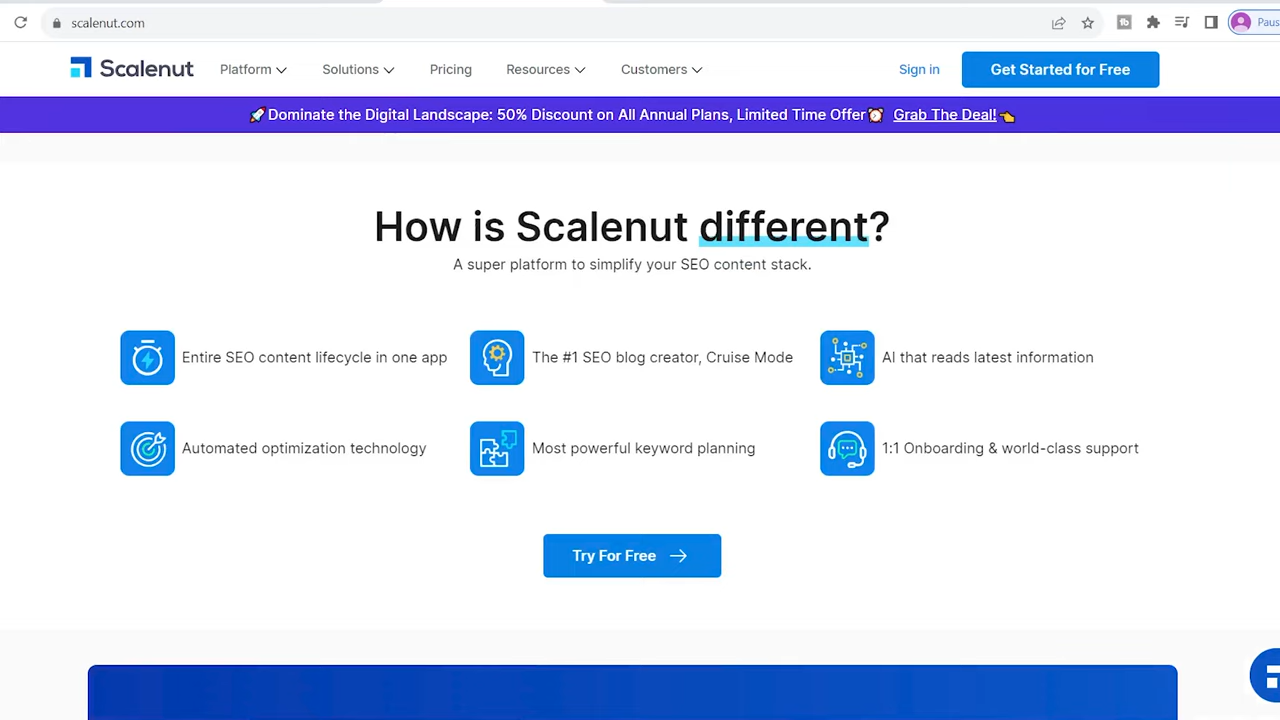 scalenut.com
Paus
Scalenut
Platform
Solutions
Pricing
Resources
Customers
Sign in
Get Started for Free
🚀Dominate the Digital Landscape: 50% Discount on All Annual Plans, Limited Time Offer⏰ Grab The Deal!👈
How is Scalenut different?
A super platform to simplify your SEO content stack.
Entire SEO content lifecycle in one app
The #1 SEO blog creator, Cruise Mode
AI that reads latest information
Automated optimization technology
Most powerful keyword planning
1:1 Onboarding & world-class support
Try For Free →